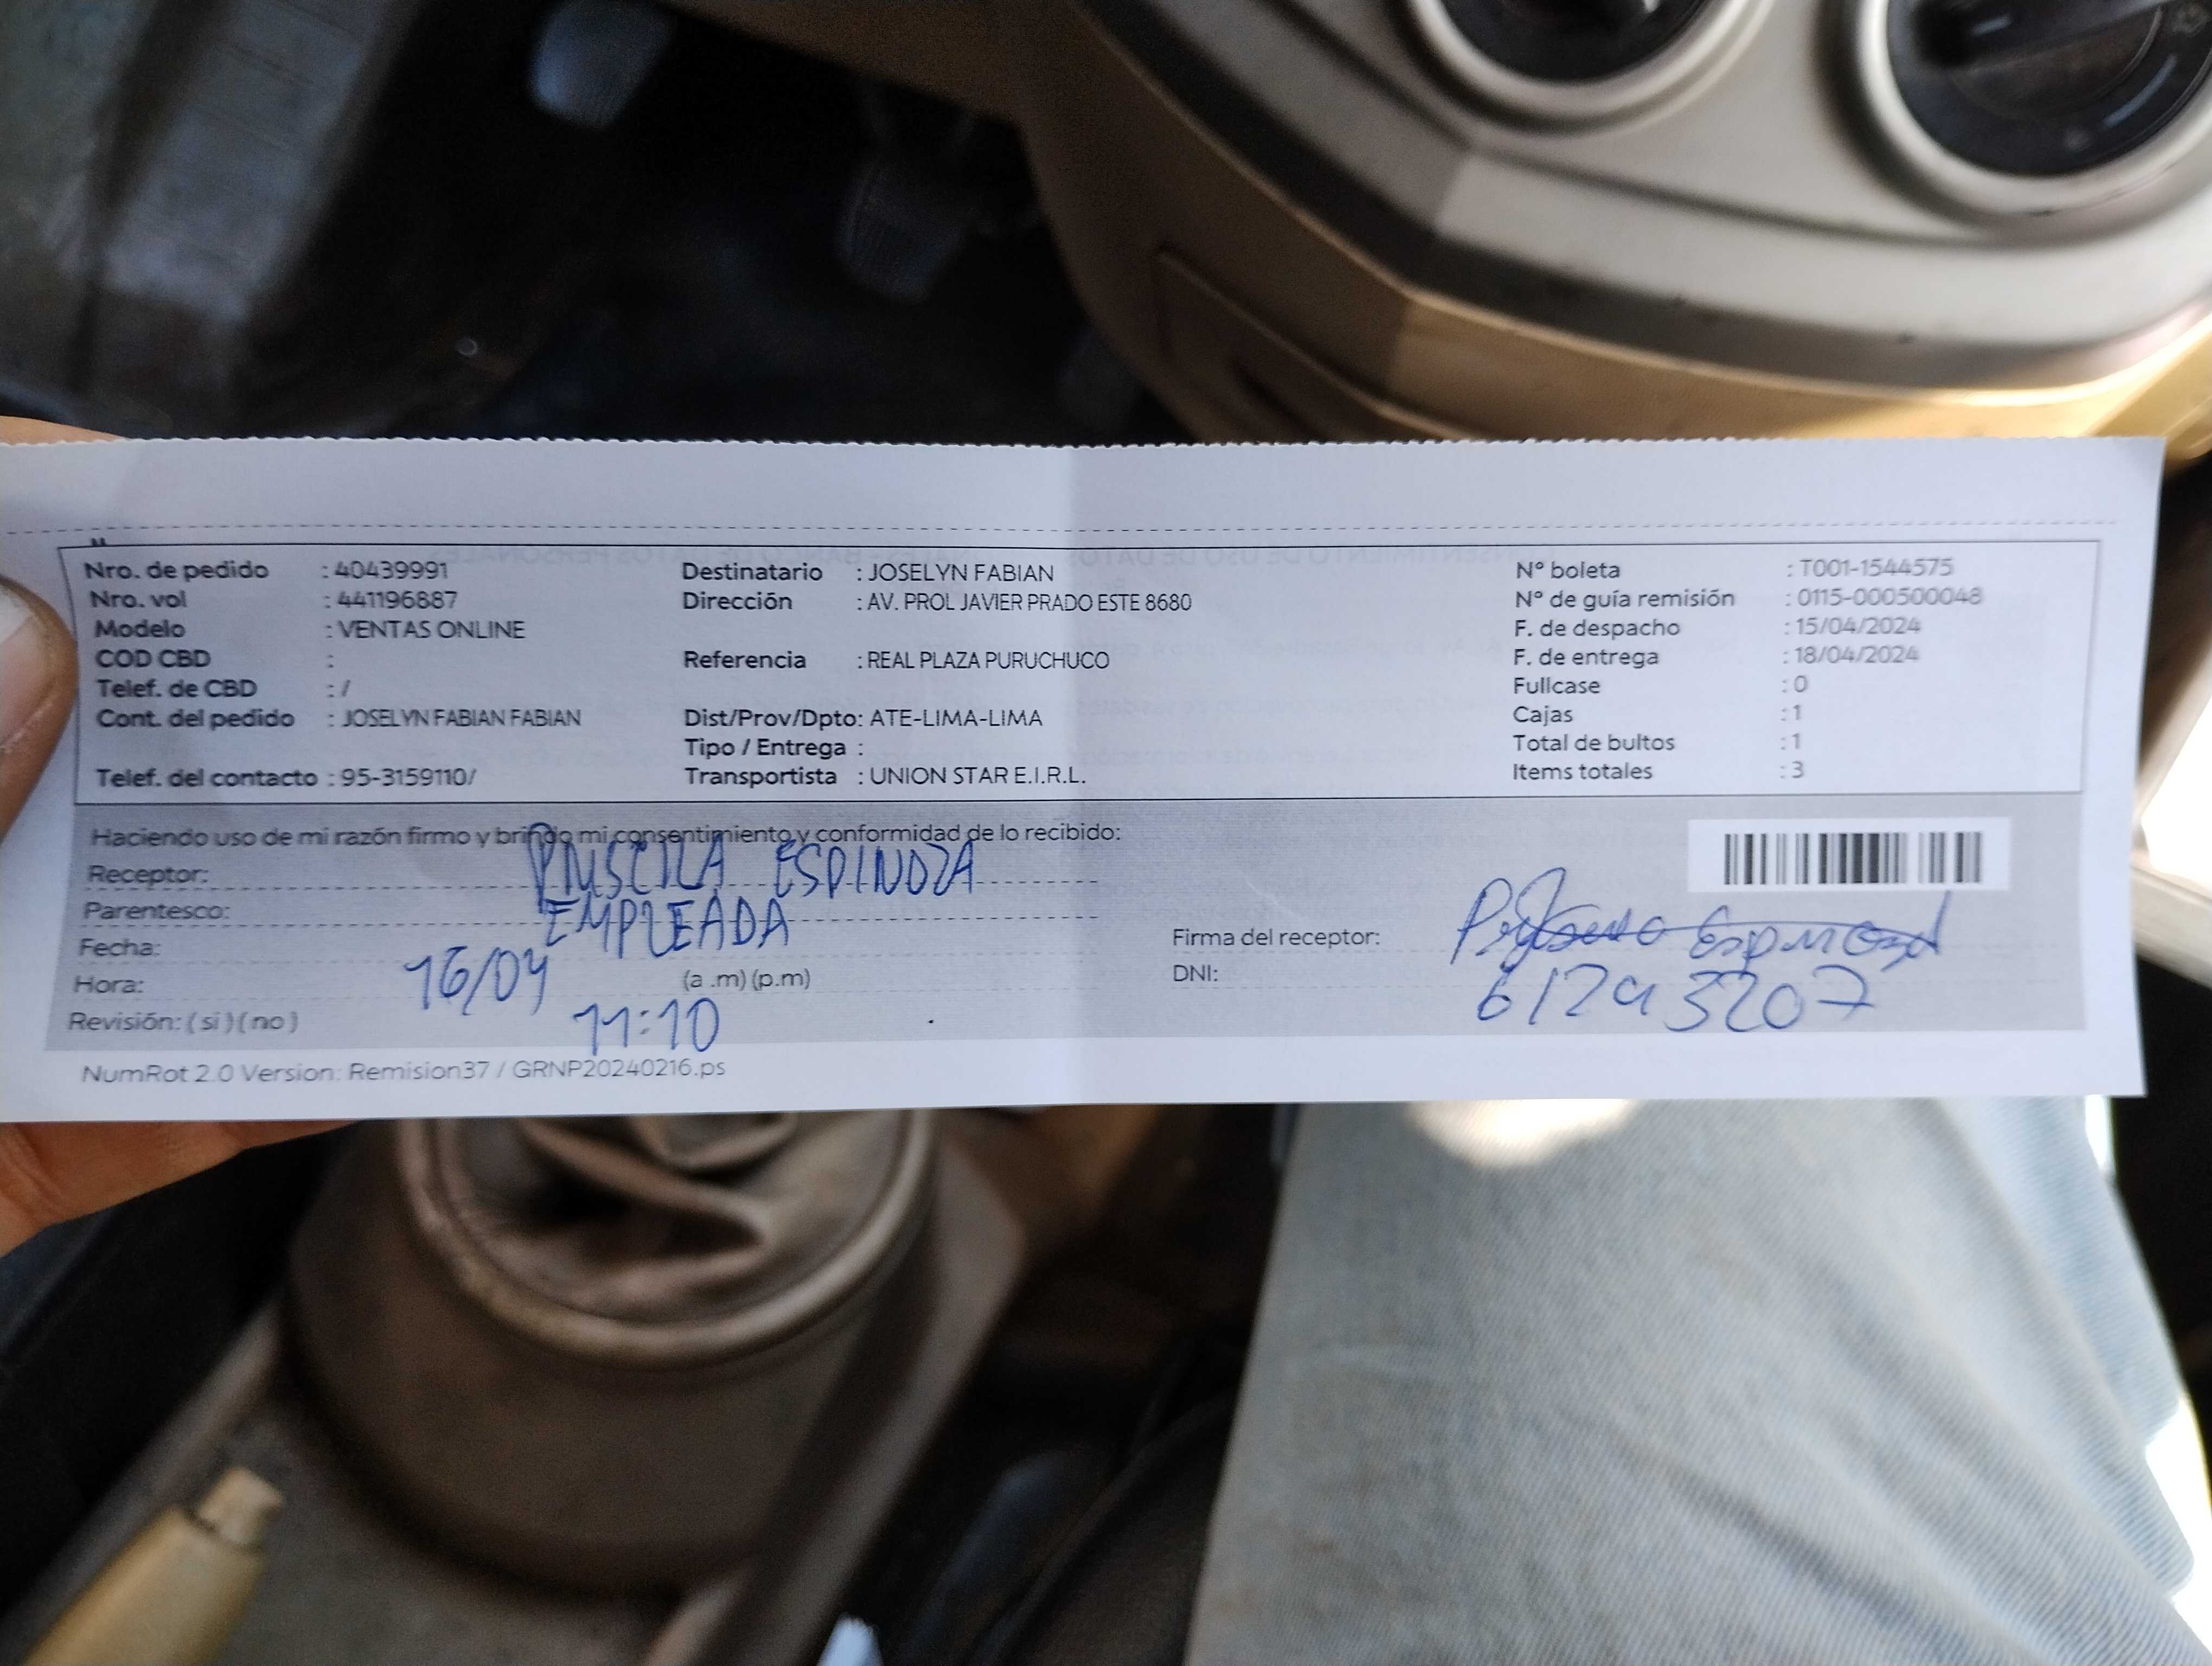 Nro. de pedido : 40439991 Destinatario : JOSELYN FABIAN N° boleta : T001-1544575
Nro. vol : 441196887 Dirección : AV. PROL JAVIER PRADO ESTE 8680 N° de guía remisión : 0115-000500048
Modelo : VENTAS ONLINE F. de despacho : 15/04/2024
COD CBD : Referencia : REAL PLAZA PURUCHUCO F. de entrega : 18/04/2024
Telef. de CBD : / Fullcase : 0
Cont. del pedido : JOSELYN FABIAN FABIAN Dist/Prov/Dpto: ATE-LIMA-LIMA Cajas : 1
Tipo / Entrega : Total de bultos : 1
Telef. del contacto : 95-3159110/ Transportista : UNION STAR E.I.R.L. Items totales : 3
Haciendo uso de mi razón firmo y brindo mi consentimiento y conformidad de lo recibido:
Receptor: PRISCILA ESPINOZA
Parentesco: EMPLEADA
Fecha: 16/04 Firma del receptor: Espinoza
Hora: (a .m) (p.m) DNI: 61293207
Revisión: ( si ) ( no ) 11:10
NumRot 2.0 Version: Remision37 / GRNP20240216.ps